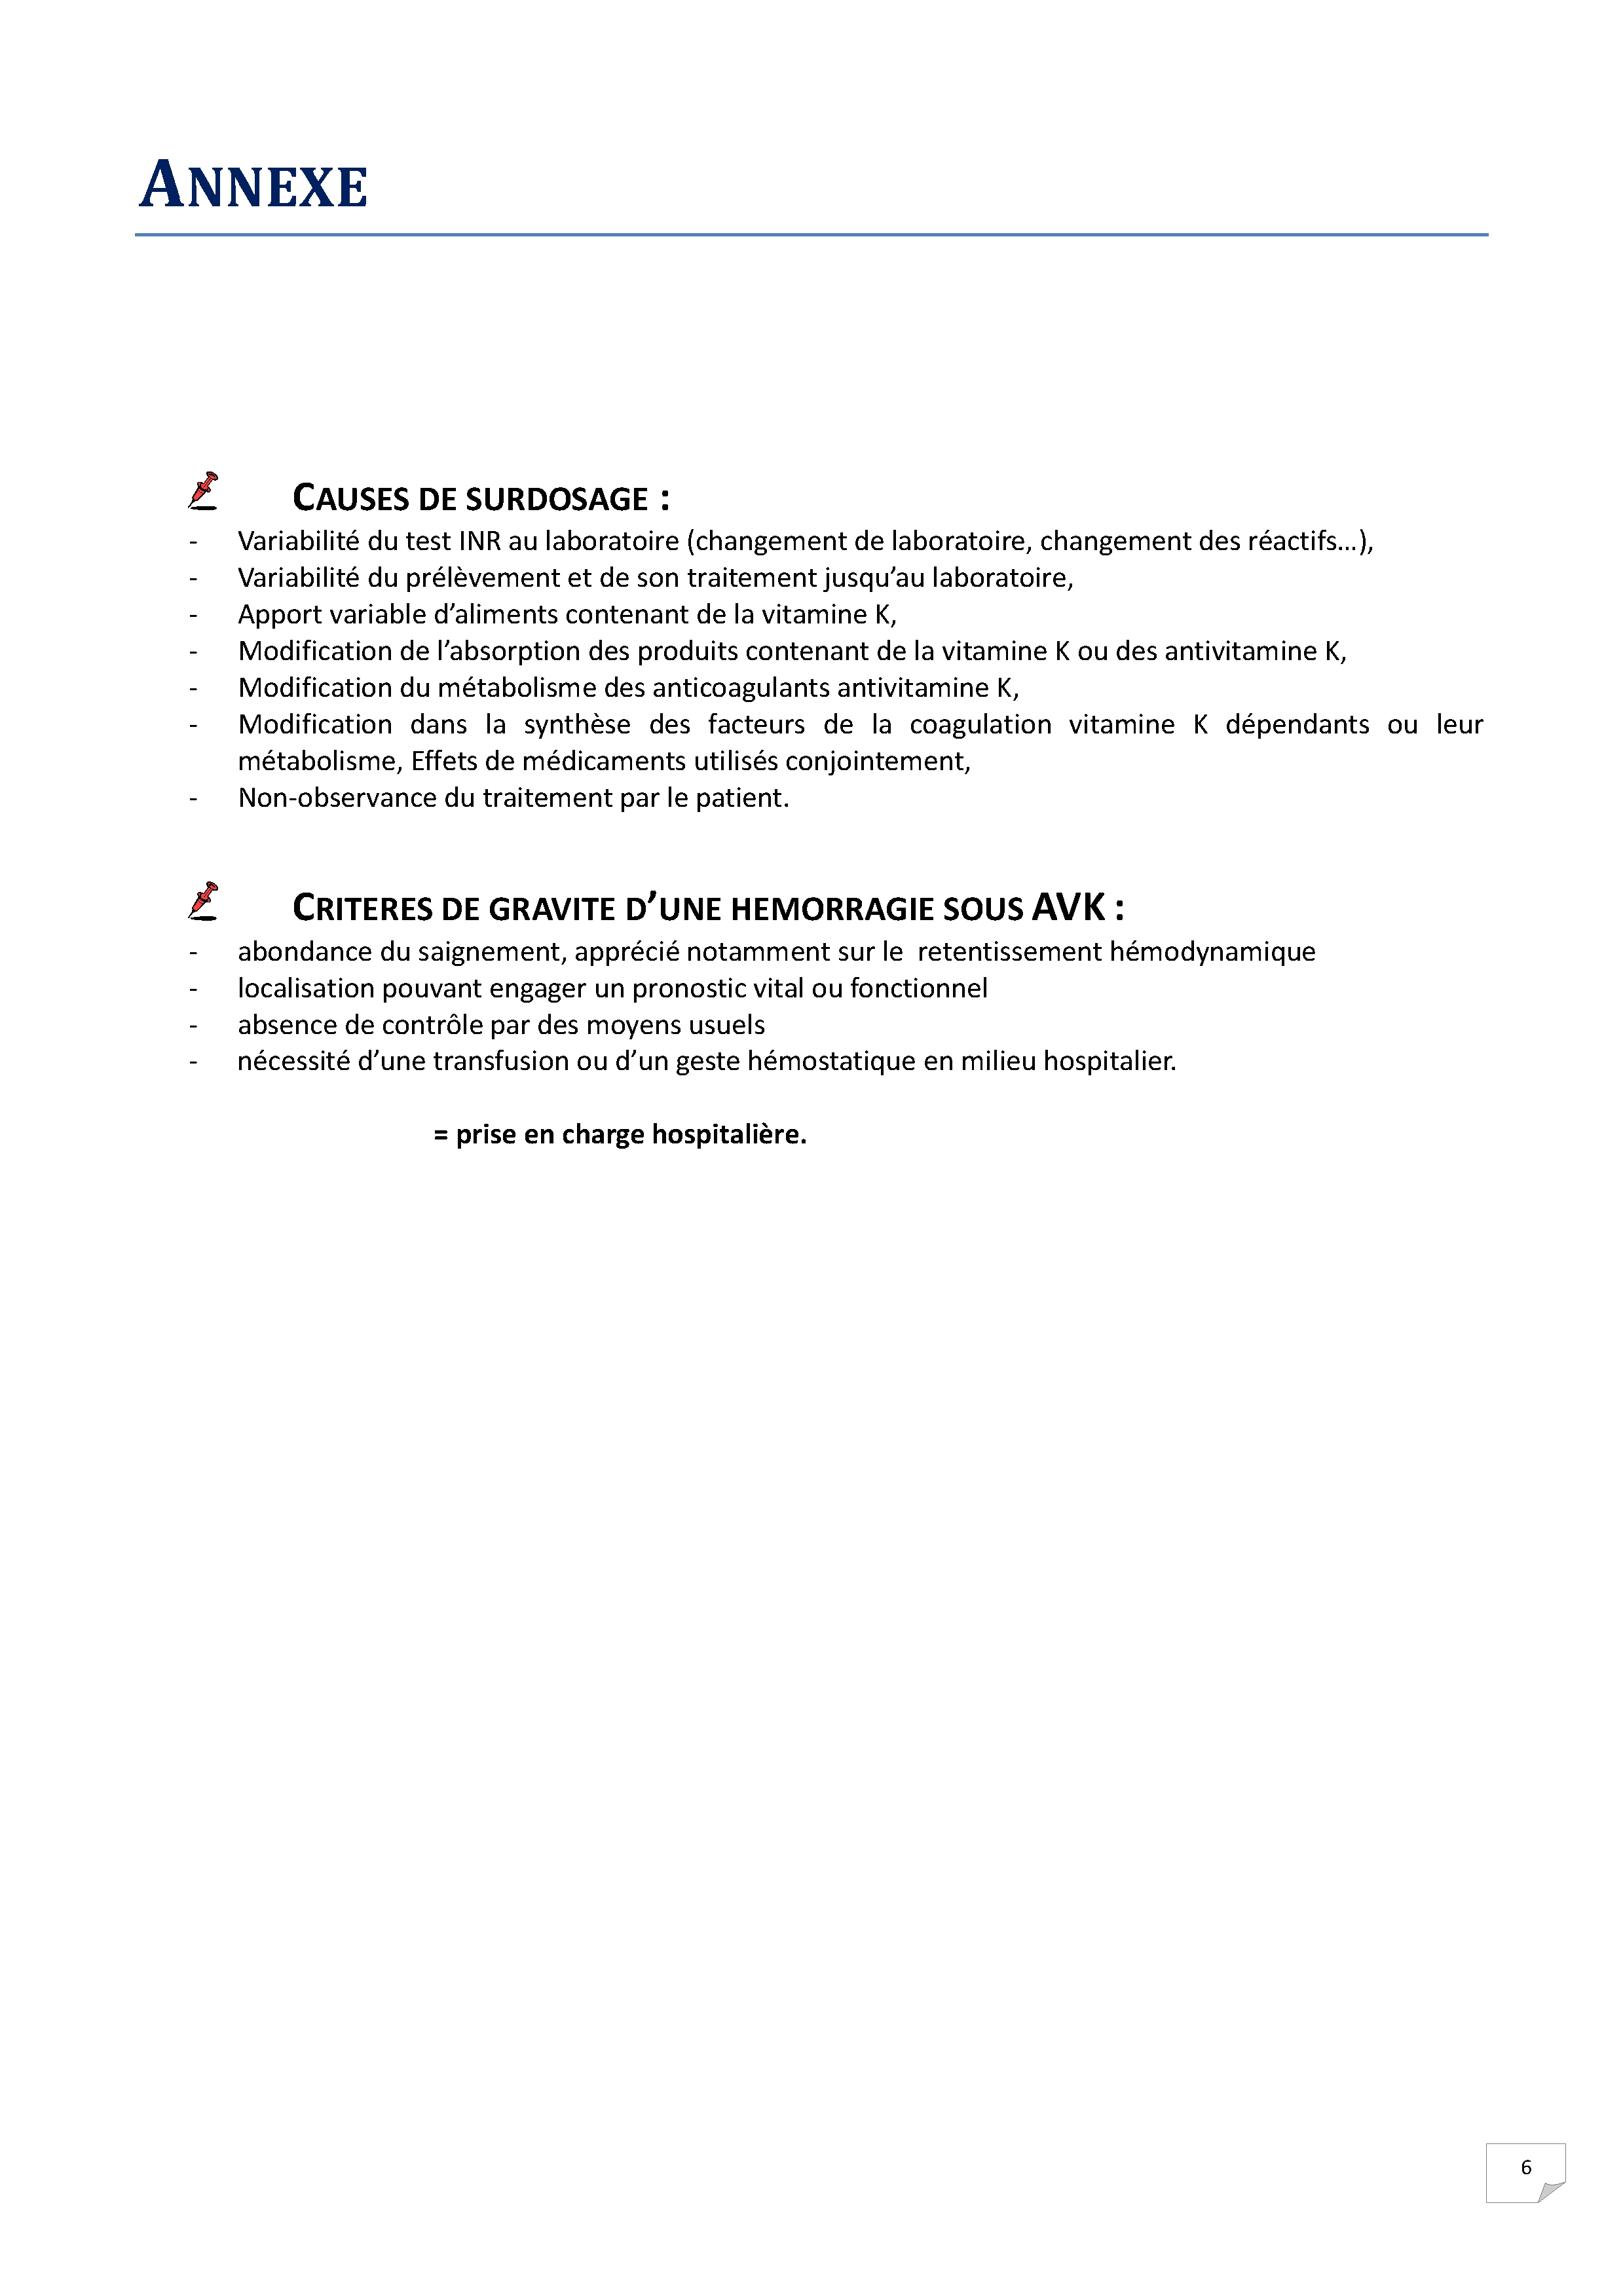 ANNEXE
CAUSES DE SURDOSAGE :
- Variabilité du test INR au laboratoire (changement de laboratoire, changement des réactifs…),
- Variabilité du prélèvement et de son traitement jusqu’au laboratoire,
- Apport variable d’aliments contenant de la vitamine K,
- Modification de l’absorption des produits contenant de la vitamine K ou des antivitamine K,
- Modification du métabolisme des anticoagulants antivitamine K,
- Modification dans la synthèse des facteurs de la coagulation vitamine K dépendants ou leur
métabolisme, Effets de médicaments utilisés conjointement,
- Non-observance du traitement par le patient.
CRITERES DE GRAVITE D’UNE HEMORRAGIE SOUS AVK :
- abondance du saignement, apprécié notamment sur le retentissement hémodynamique
- localisation pouvant engager un pronostic vital ou fonctionnel
- absence de contrôle par des moyens usuels
- nécessité d’une transfusion ou d’un geste hémostatique en milieu hospitalier.
= prise en charge hospitalière.
6